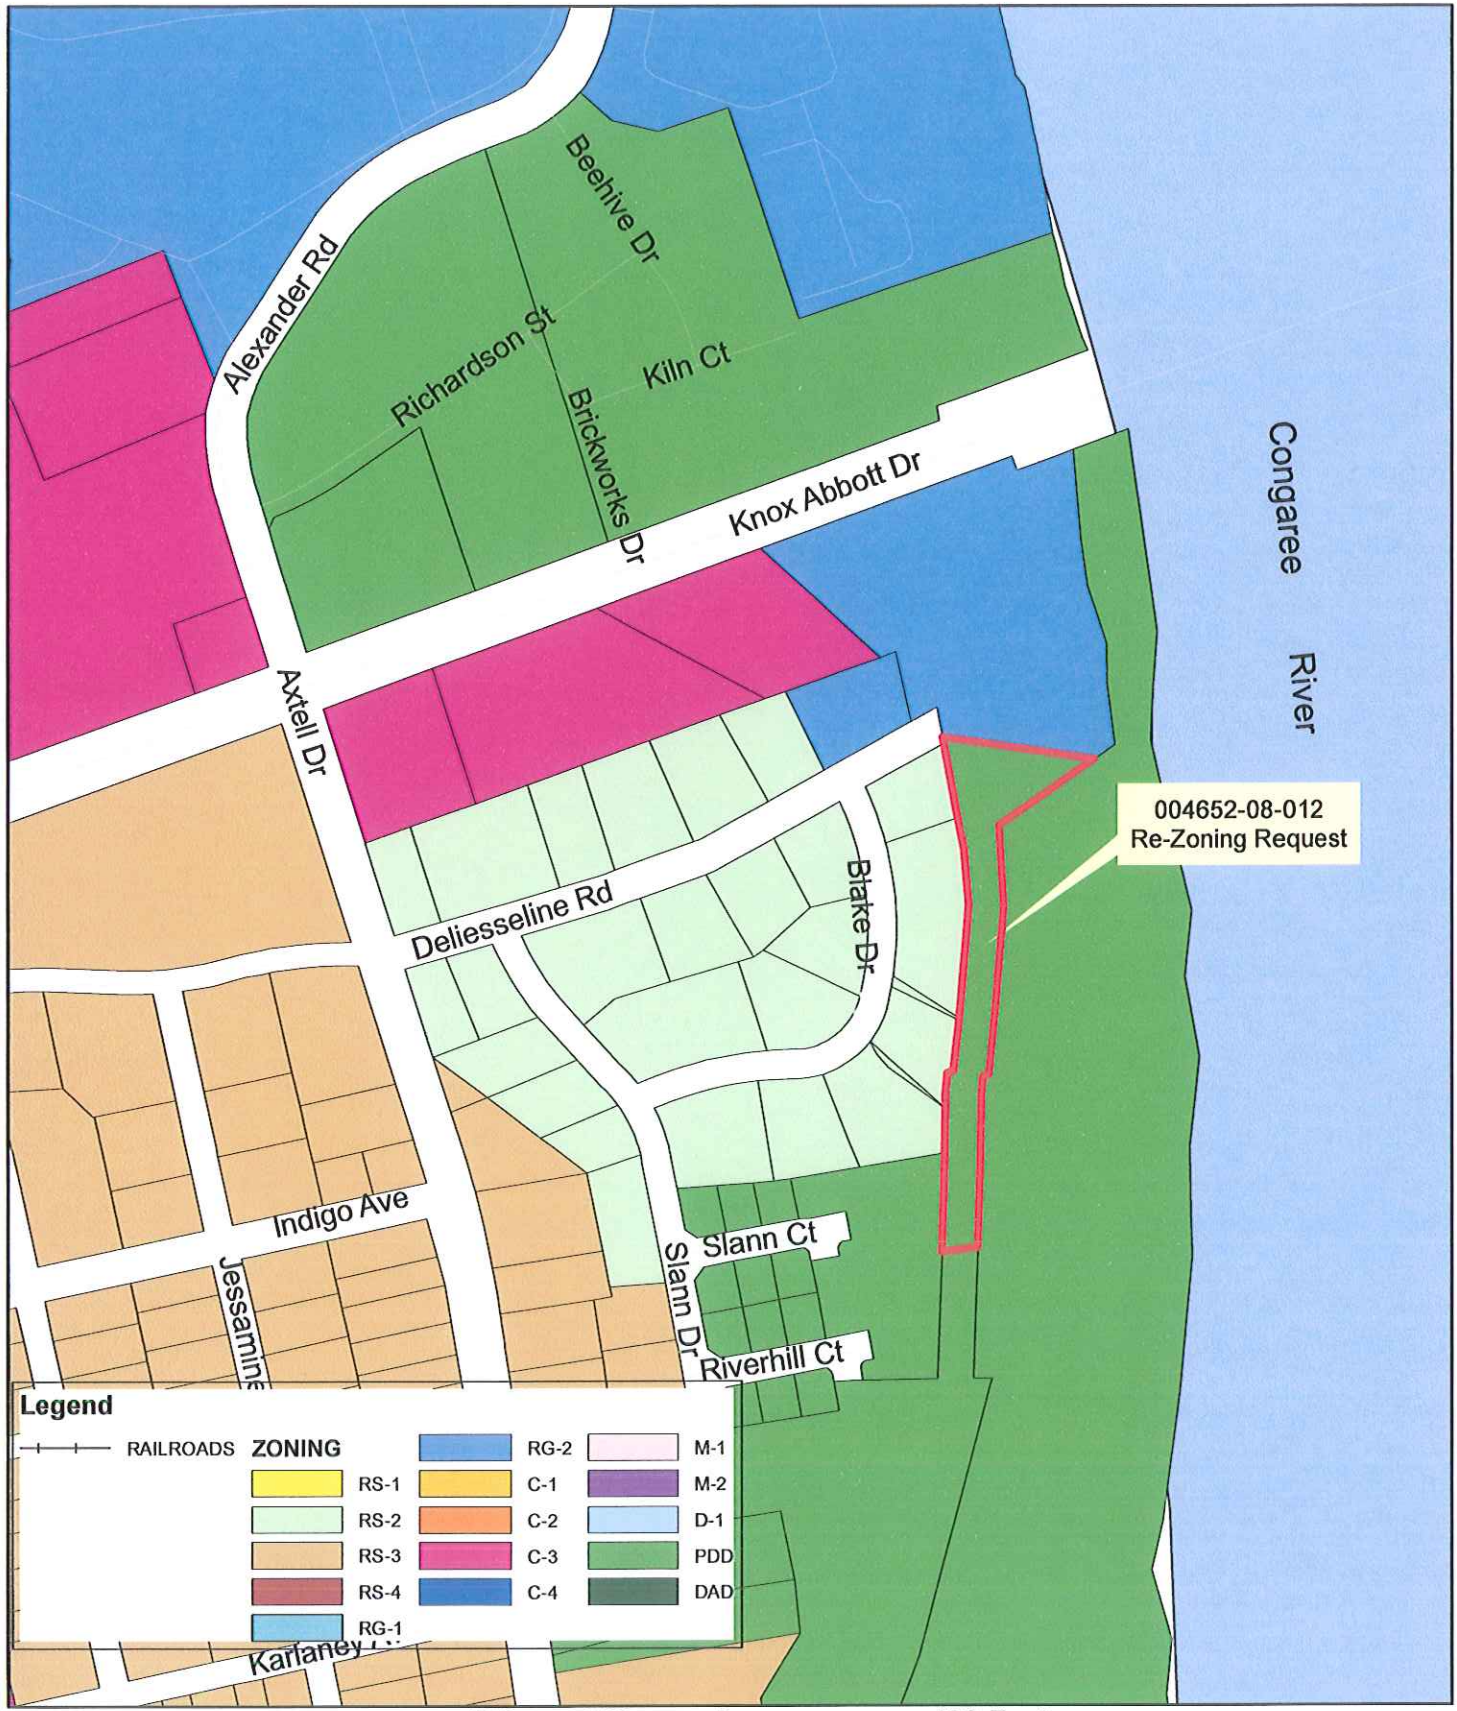 Beehive Dr
Alexander Rd
Richardson St
Kiln Ct
Brickworks Dr
Knox Abbott Dr
Congaree River
Axtell Dr
004652-08-012
Re-Zoning Request
Deliesseline Rd
Blake Dr
Indigo Ave
Slann Ct
Jessamine
Slann Dr
Riverhill Ct
Legend
RAILROADS
ZONING
RS-1
RS-2
RS-3
RS-4
RG-1
RG-2
C-1
C-2
C-3
C-4
M-1
M-2
D-1
PDD
DAD
Karlaney